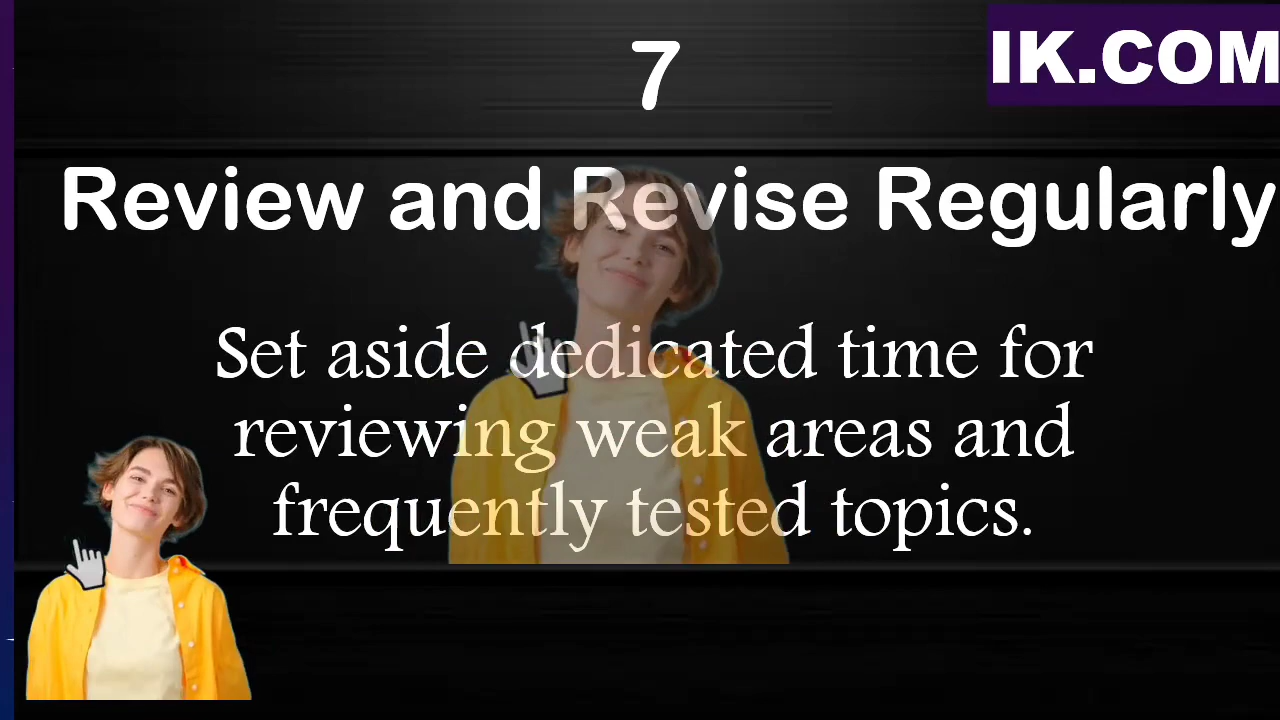 7
IK.COM
Review and Revise Regularly
Set aside dedicated time for
reviewing weak areas and
frequently tested topics.